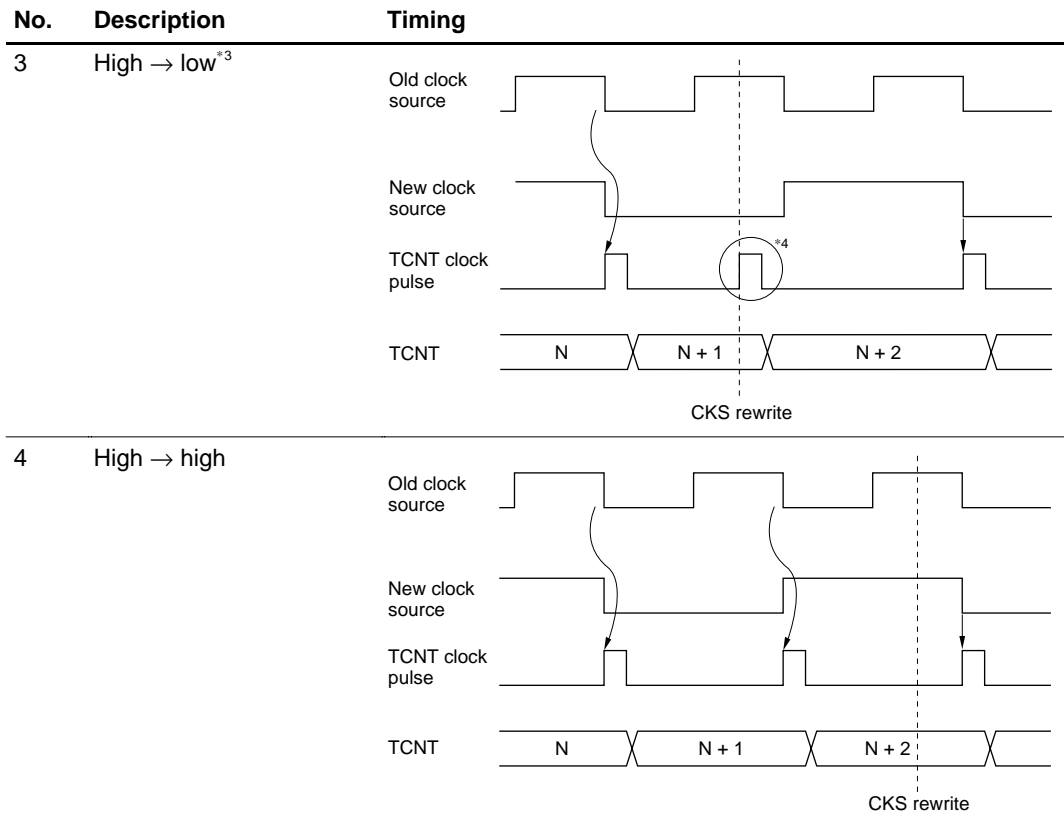 No. Description Timing
3 High → low*3
Old clock
source
New clock
source
*4
TCNT clock
pulse
TCNT N N + 1 N + 2
CKS rewrite
4 High → high
Old clock
source
New clock
source
TCNT clock
pulse
TCNT N N + 1 N + 2
CKS rewrite